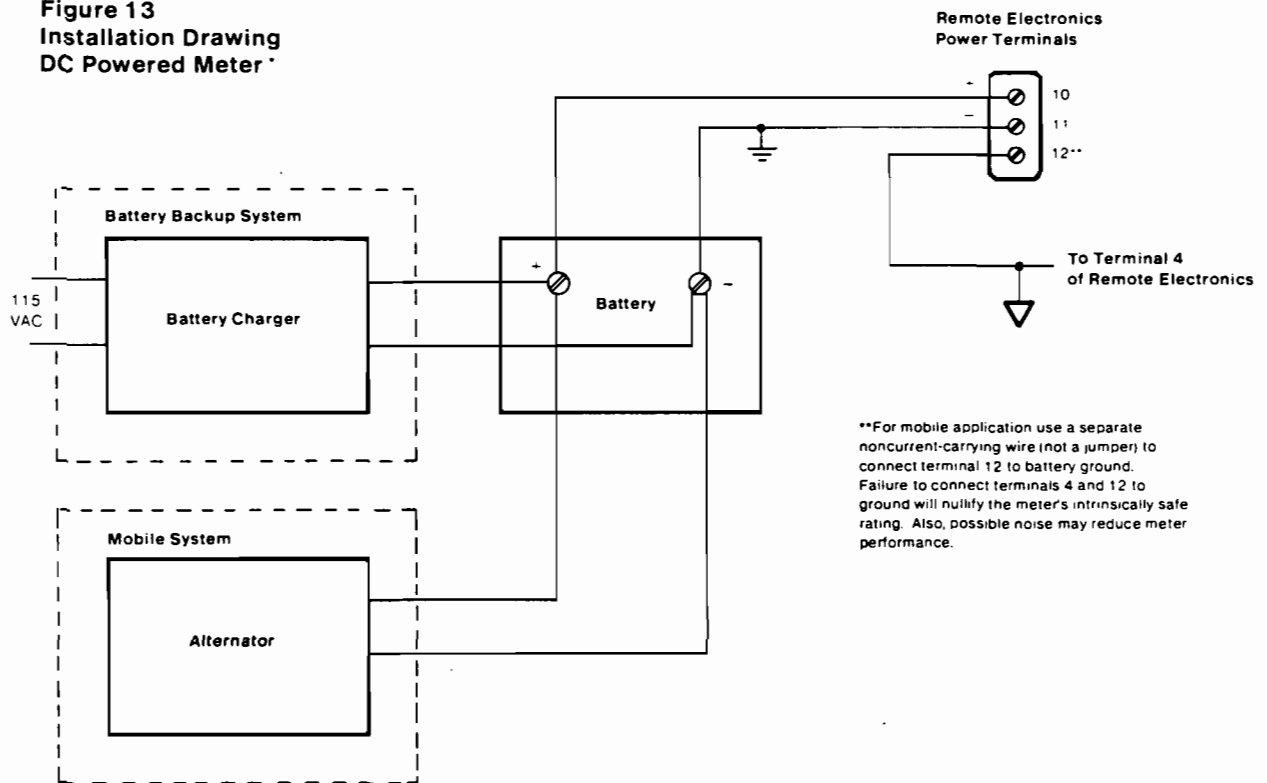 Figure 13
Installation Drawing
DC Powered Meter *
Remote Electronics
Power Terminals
+
10
−
11
12**
Battery Backup System
115
VAC
Battery Charger
+
Battery
−
To Terminal 4
of Remote Electronics
**For mobile application use a separate
noncurrent-carrying wire (not a jumper) to
connect terminal 12 to battery ground.
Failure to connect terminals 4 and 12 to
ground will nullify the meter's intrinsically safe
rating. Also, possible noise may reduce meter
performance.
Mobile System
Alternator